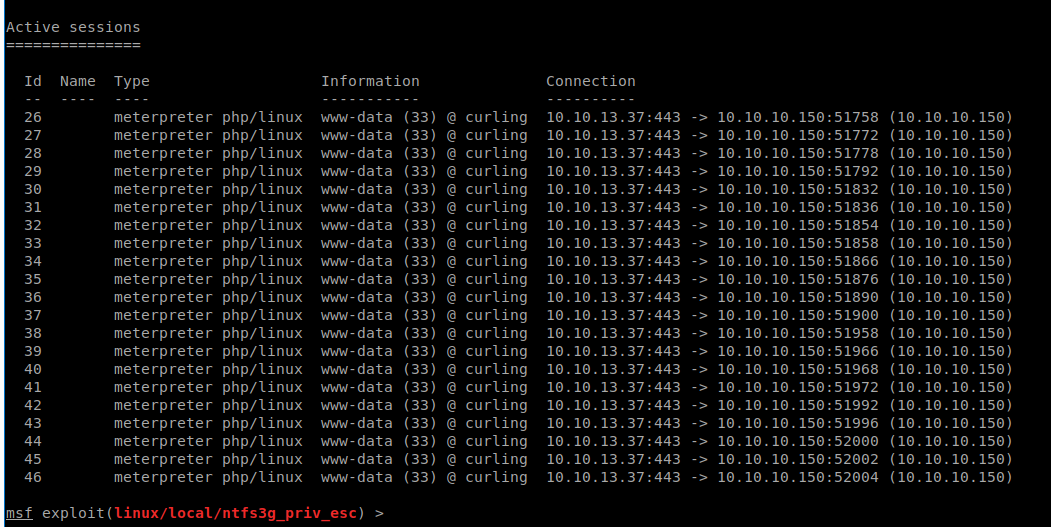 Active sessions
===============
Id  Name  Type                   Information             Connection
--  ----  ----                   -----------             ----------
26        meterpreter php/linux  www-data (33) @ curling  10.10.13.37:443 -> 10.10.10.150:51758 (10.10.10.150)
27        meterpreter php/linux  www-data (33) @ curling  10.10.13.37:443 -> 10.10.10.150:51772 (10.10.10.150)
28        meterpreter php/linux  www-data (33) @ curling  10.10.13.37:443 -> 10.10.10.150:51778 (10.10.10.150)
29        meterpreter php/linux  www-data (33) @ curling  10.10.13.37:443 -> 10.10.10.150:51792 (10.10.10.150)
30        meterpreter php/linux  www-data (33) @ curling  10.10.13.37:443 -> 10.10.10.150:51832 (10.10.10.150)
31        meterpreter php/linux  www-data (33) @ curling  10.10.13.37:443 -> 10.10.10.150:51836 (10.10.10.150)
32        meterpreter php/linux  www-data (33) @ curling  10.10.13.37:443 -> 10.10.10.150:51854 (10.10.10.150)
33        meterpreter php/linux  www-data (33) @ curling  10.10.13.37:443 -> 10.10.10.150:51858 (10.10.10.150)
34        meterpreter php/linux  www-data (33) @ curling  10.10.13.37:443 -> 10.10.10.150:51866 (10.10.10.150)
35        meterpreter php/linux  www-data (33) @ curling  10.10.13.37:443 -> 10.10.10.150:51876 (10.10.10.150)
36        meterpreter php/linux  www-data (33) @ curling  10.10.13.37:443 -> 10.10.10.150:51890 (10.10.10.150)
37        meterpreter php/linux  www-data (33) @ curling  10.10.13.37:443 -> 10.10.10.150:51900 (10.10.10.150)
38        meterpreter php/linux  www-data (33) @ curling  10.10.13.37:443 -> 10.10.10.150:51958 (10.10.10.150)
39        meterpreter php/linux  www-data (33) @ curling  10.10.13.37:443 -> 10.10.10.150:51966 (10.10.10.150)
40        meterpreter php/linux  www-data (33) @ curling  10.10.13.37:443 -> 10.10.10.150:51968 (10.10.10.150)
41        meterpreter php/linux  www-data (33) @ curling  10.10.13.37:443 -> 10.10.10.150:51972 (10.10.10.150)
42        meterpreter php/linux  www-data (33) @ curling  10.10.13.37:443 -> 10.10.10.150:51992 (10.10.10.150)
43        meterpreter php/linux  www-data (33) @ curling  10.10.13.37:443 -> 10.10.10.150:51996 (10.10.10.150)
44        meterpreter php/linux  www-data (33) @ curling  10.10.13.37:443 -> 10.10.10.150:52000 (10.10.10.150)
45        meterpreter php/linux  www-data (33) @ curling  10.10.13.37:443 -> 10.10.10.150:52002 (10.10.10.150)
46        meterpreter php/linux  www-data (33) @ curling  10.10.13.37:443 -> 10.10.10.150:52004 (10.10.10.150)
msf exploit(linux/local/ntfs3g_priv_esc) >